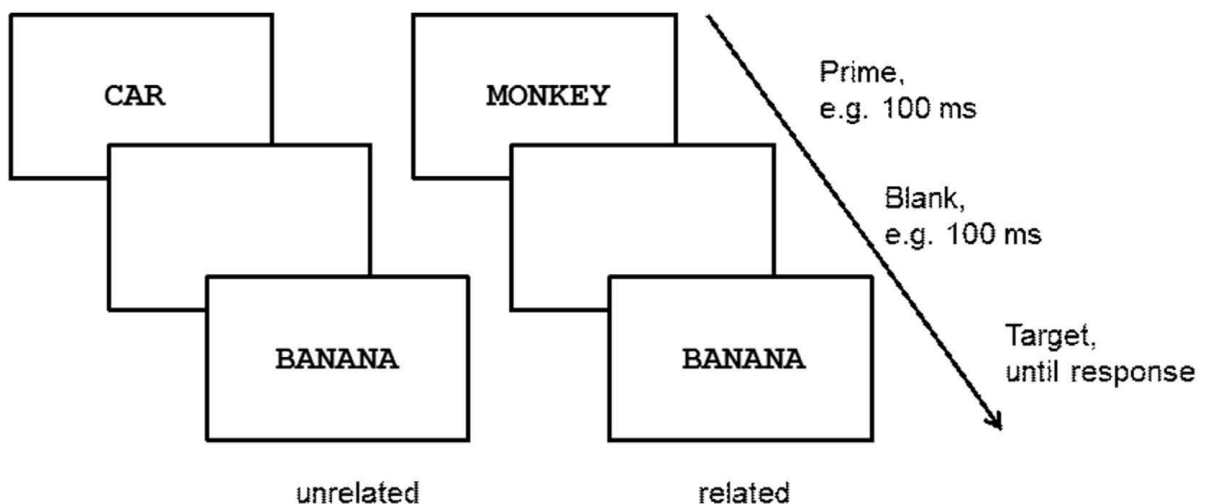 CAR
MONKEY
Prime,
e.g. 100 ms
Blank,
e.g. 100 ms
BANANA
BANANA
Target,
until response
unrelated
related